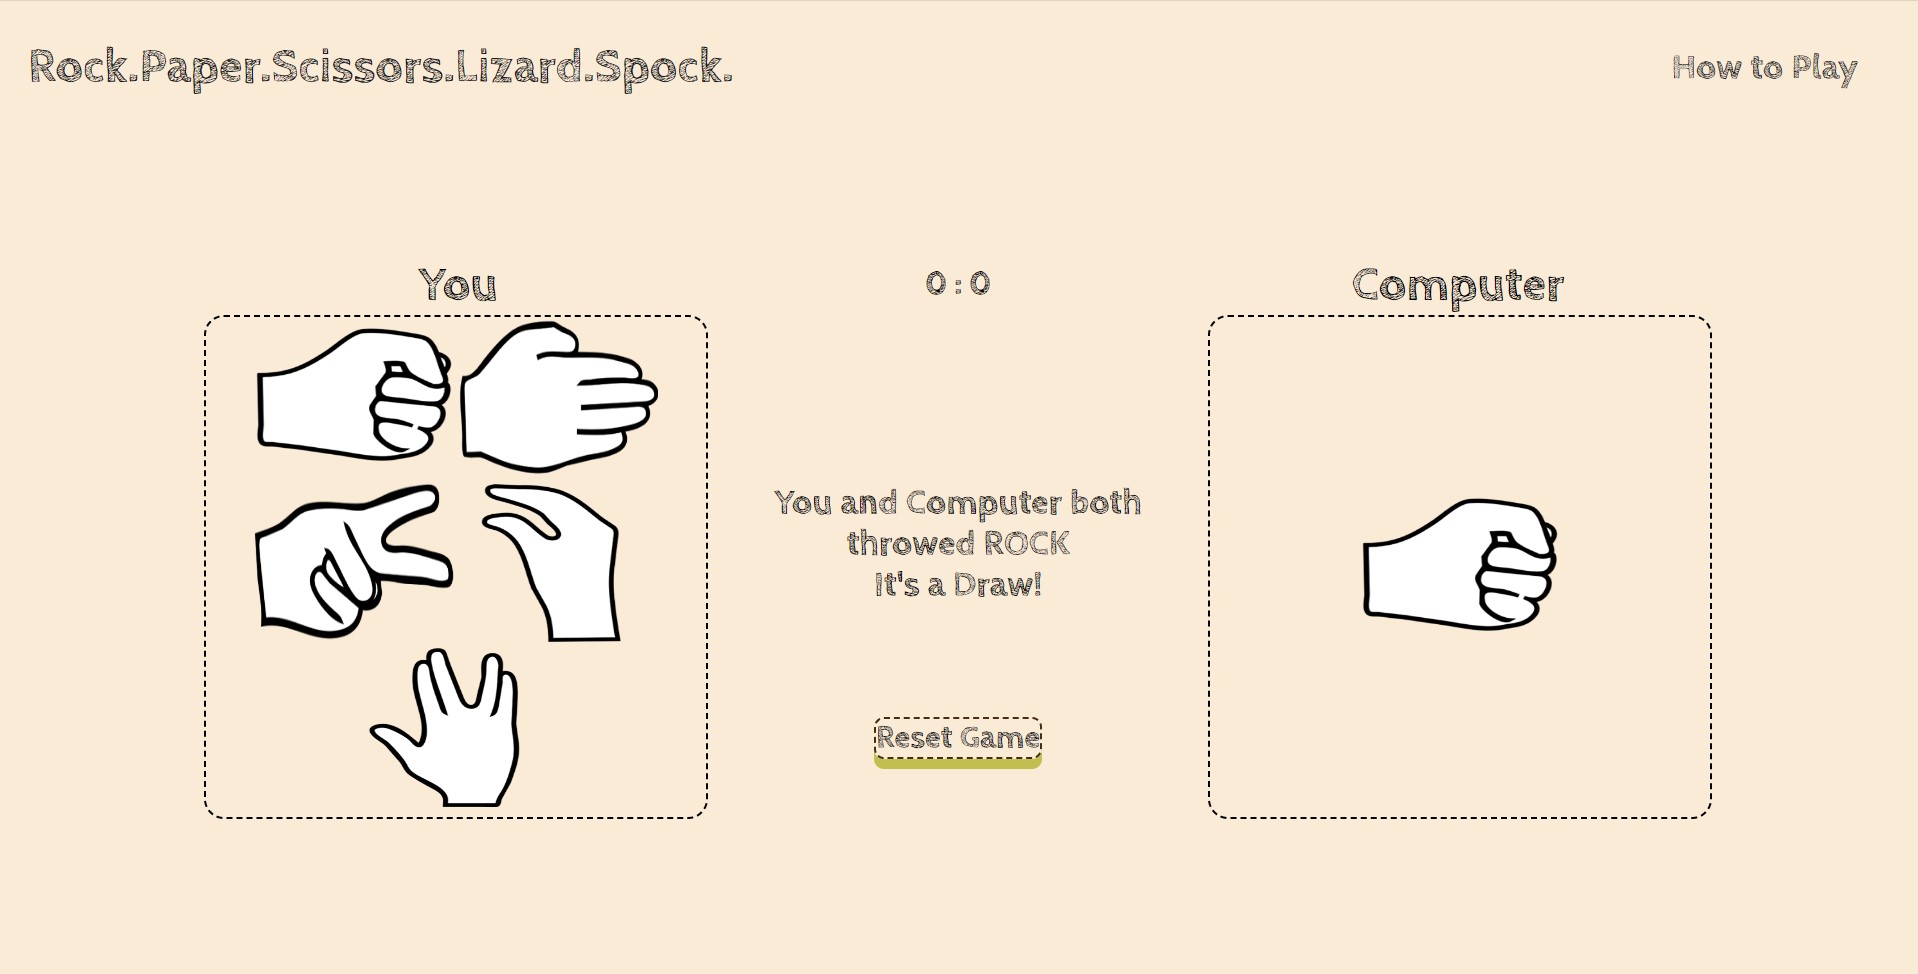 Rock.Paper.Scissors.Lizard.Spock.
How to Play
You
0 : 0
Computer
You and Computer both
throwed ROCK
It's a Draw!
Reset Game